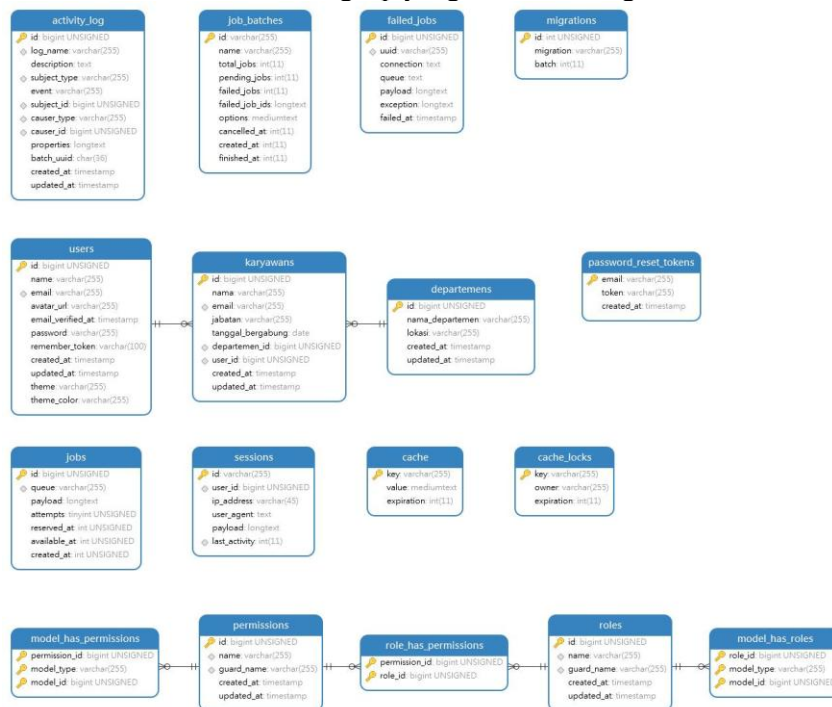 activity_log
id: bigint UNSIGNED
log_name: varchar(255)
description: text
subject_type: varchar(255)
event: varchar(255)
subject_id: bigint UNSIGNED
causer_type: varchar(255)
causer_id: bigint UNSIGNED
properties: longtext
batch_uuid: char(36)
created_at: timestamp
updated_at: timestamp
job_batches
id: varchar(255)
name: varchar(255)
total_jobs: int(11)
pending_jobs: int(11)
failed_jobs: int(11)
failed_job_ids: longtext
options: mediumtext
cancelled_at: int(11)
created_at: int(11)
finished_at: int(11)
failed_jobs
id: bigint UNSIGNED
uuid: varchar(255)
connection: text
queue: text
payload: longtext
exception: longtext
failed_at: timestamp
migrations
id: int UNSIGNED
migration: varchar(255)
batch: int(11)
users
id: bigint UNSIGNED
name: varchar(255)
email: varchar(255)
avatar_url: varchar(255)
email_verified_at: timestamp
password: varchar(255)
remember_token: varchar(100)
created_at: timestamp
updated_at: timestamp
theme: varchar(255)
theme_color: varchar(255)
karyawans
id: bigint UNSIGNED
nama: varchar(255)
email: varchar(255)
jabatan: varchar(255)
tanggal_bergabung: date
departemen_id: bigint UNSIGNED
user_id: bigint UNSIGNED
created_at: timestamp
updated_at: timestamp
departemens
id: bigint UNSIGNED
nama_departemen: varchar(255)
lokasi: varchar(255)
created_at: timestamp
updated_at: timestamp
password_reset_tokens
email: varchar(255)
token: varchar(255)
created_at: timestamp
jobs
id: bigint UNSIGNED
queue: varchar(255)
payload: longtext
attempts: tinyint UNSIGNED
reserved_at: int UNSIGNED
available_at: int UNSIGNED
created_at: int UNSIGNED
sessions
id: varchar(255)
user_id: bigint UNSIGNED
ip_address: varchar(45)
user_agent: text
payload: longtext
last_activity: int(11)
cache
key: varchar(255)
value: mediumtext
expiration: int(11)
cache_locks
key: varchar(255)
owner: varchar(255)
expiration: int(11)
model_has_permissions
permission_id: bigint UNSIGNED
model_type: varchar(255)
model_id: bigint UNSIGNED
permissions
id: bigint UNSIGNED
name: varchar(255)
guard_name: varchar(255)
created_at: timestamp
updated_at: timestamp
role_has_permissions
permission_id: bigint UNSIGNED
role_id: bigint UNSIGNED
roles
id: bigint UNSIGNED
name: varchar(255)
guard_name: varchar(255)
created_at: timestamp
updated_at: timestamp
model_has_roles
role_id: bigint UNSIGNED
model_type: varchar(255)
model_id: bigint UNSIGNED